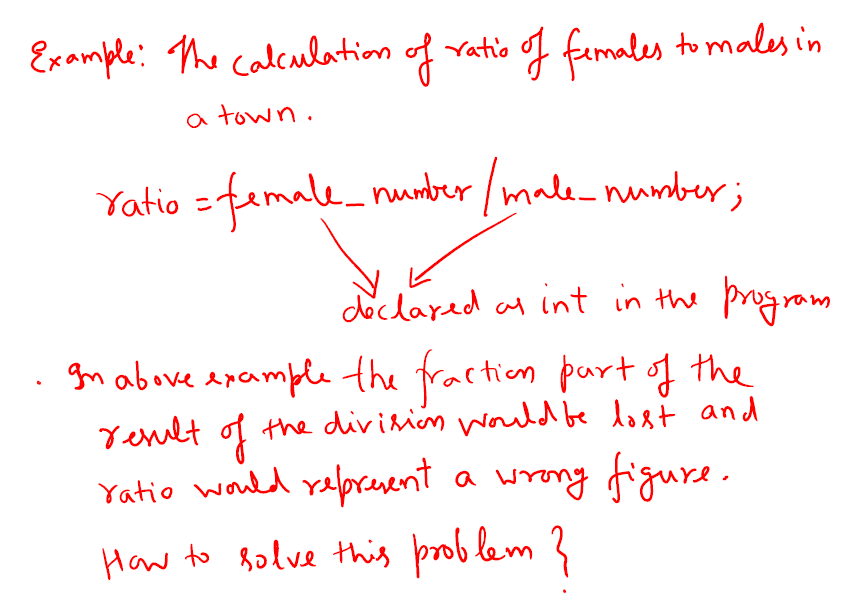 Example: The calculation of ratio of females to males in
a town.
ratio = female_number / male_number;
declared as int in the program
. In above example the fraction part of the
result of the division would be lost and
ratio would represent a wrong figure.
How to solve this problem?